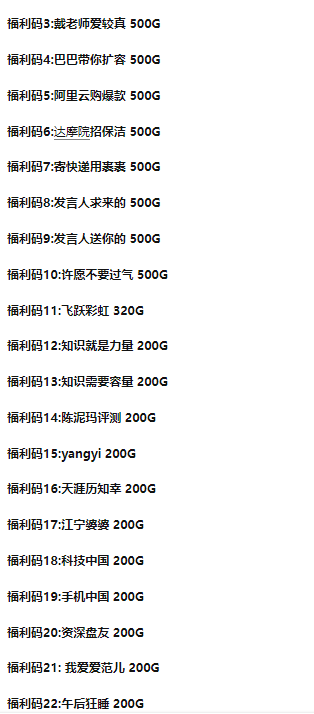 福利码3:戴老师爱较真 500G
福利码4:巴巴带你扩容 500G
福利码5:阿里云购爆款 500G
福利码6:达摩院招保洁 500G
福利码7:寄快递用裹裹 500G
福利码8:发言人求来的 500G
福利码9:发言人送你的 500G
福利码10:许愿不要过气 500G
福利码11:飞跃彩虹 320G
福利码12:知识就是力量 200G
福利码13:知识需要容量 200G
福利码14:陈泥玛评测 200G
福利码15:yangyi 200G
福利码16:天涯历知幸 200G
福利码17:江宁婆婆 200G
福利码18:科技中国 200G
福利码19:手机中国 200G
福利码20:资深盘友 200G
福利码21: 我爱爱范儿 200G
福利码22:午后狂睡 200G